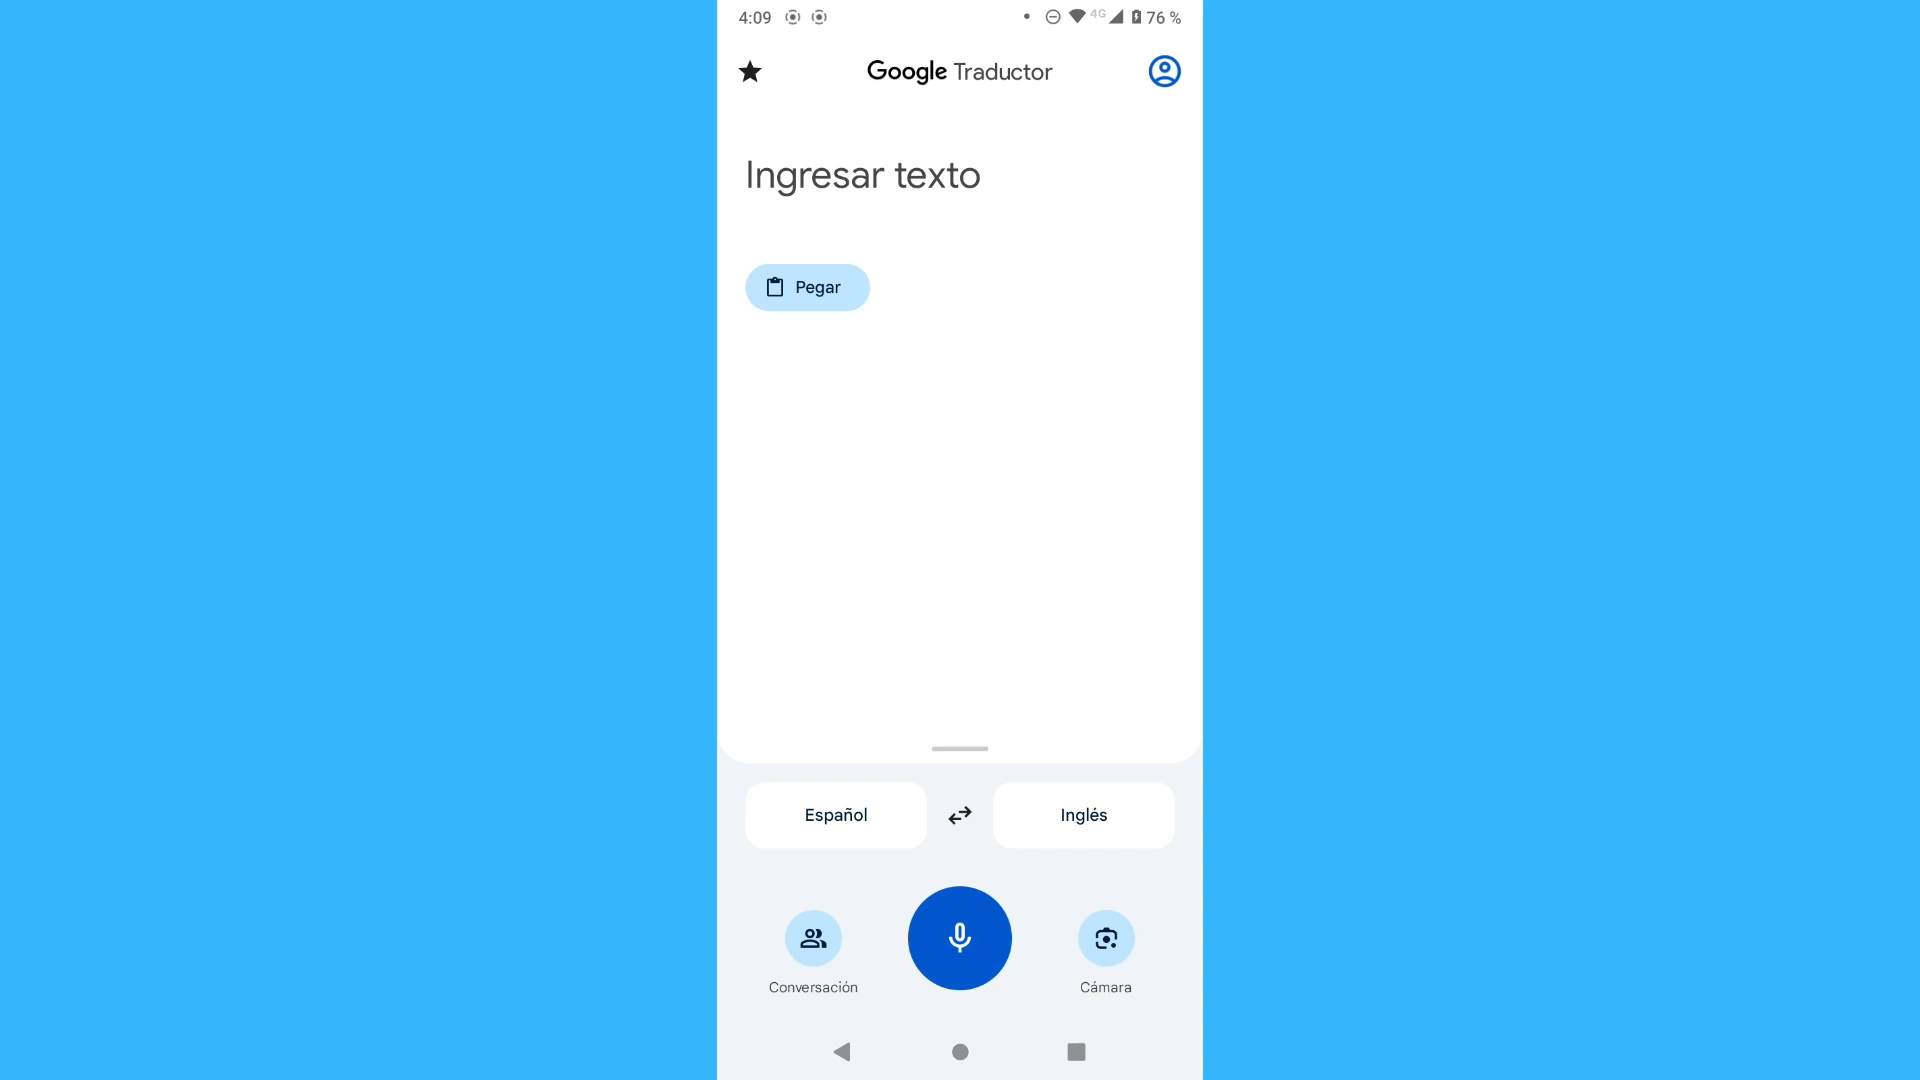 4:09 4G 76 %
Google Traductor
Ingresar texto
Pegar
Español Inglés
Conversación Cámara